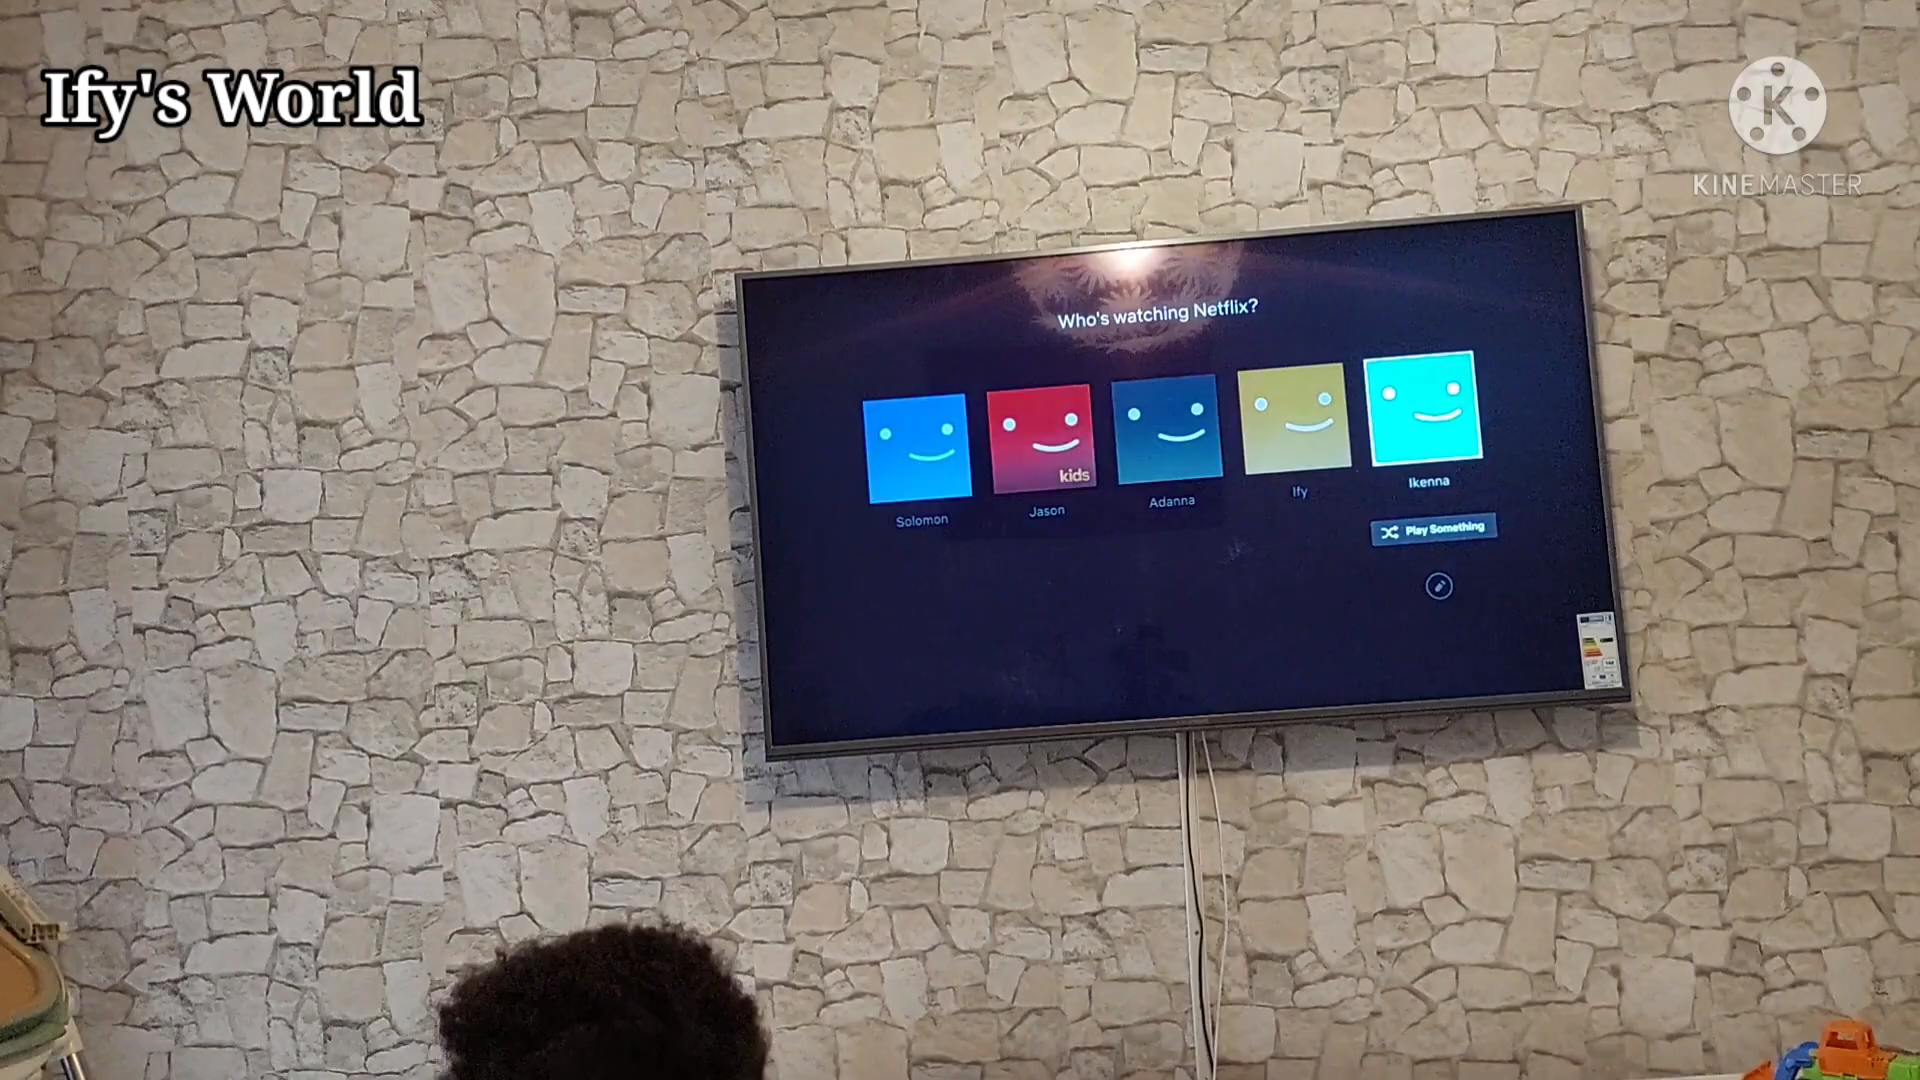 Ify's World
KINEMASTER
Who's watching Netflix?
kids
Solomon
Jason
Adanna
Ify
Ikenna
Play Something